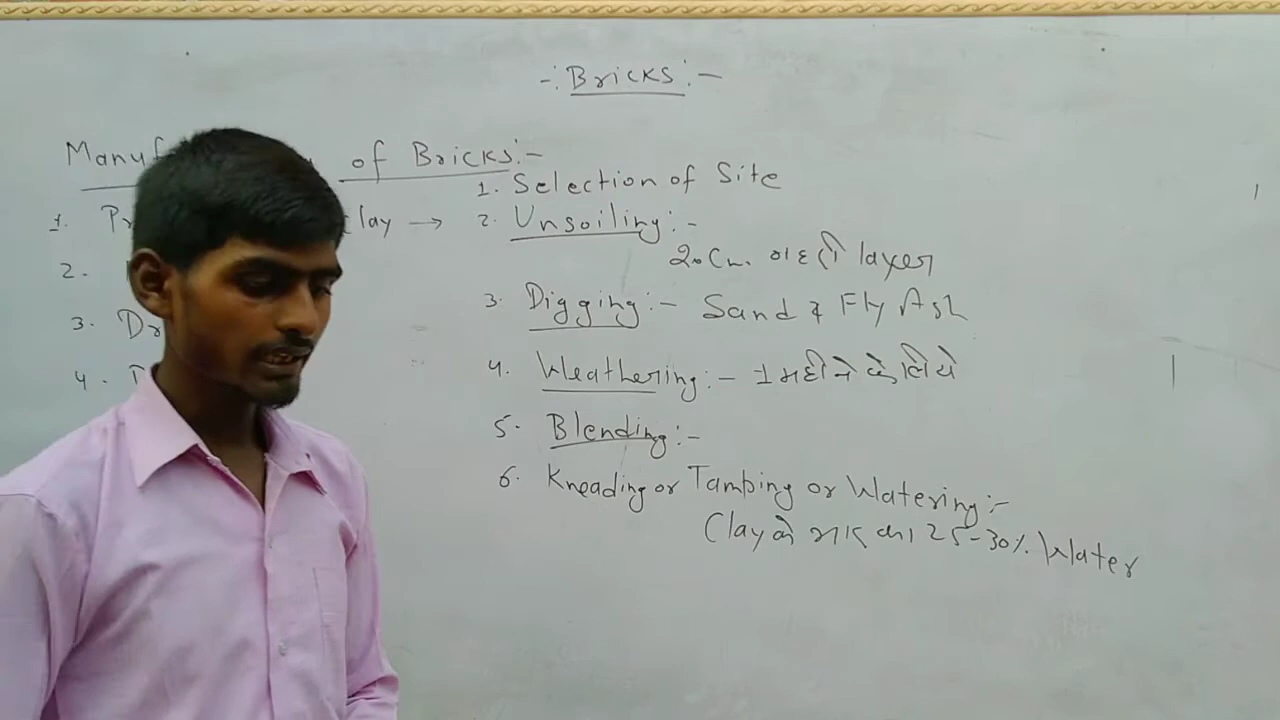 -: Bricks :-
Manuf of Bricks :-
1. Selection of Site
1. Pr lay → 2. Unsoiling :-
20 Cm. गहरी layer
2.
3. Digging :- Sand & Fly Ash
3. Dr
4. Weathering :- 1 महीने के लिये
4.
5. Blending :-
6. Kneading or Tamping or Watering :-
Clay के भार का 25-30% Water